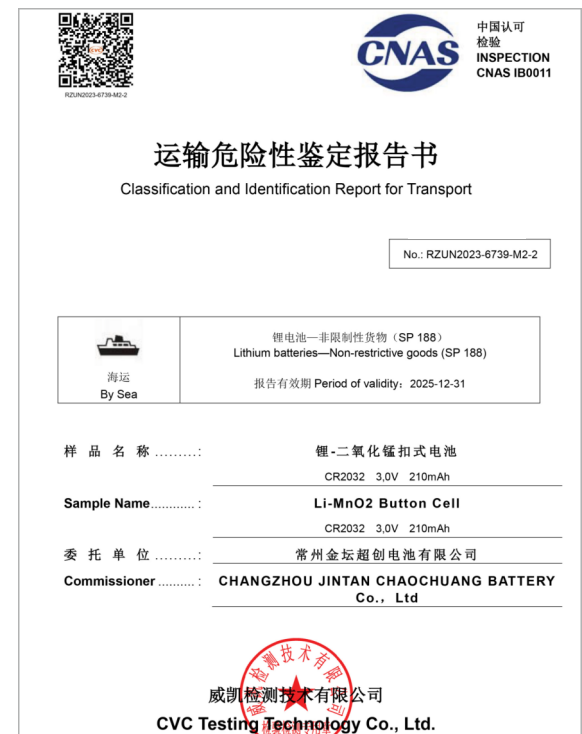 CVC
RZUN2023-6739-M2-2
CNAS
中国认可
检验
INSPECTION
CNAS IB0011
运输危险性鉴定报告书
Classification and Identification Report for Transport
No.: RZUN2023-6739-M2-2
海运
By Sea
锂电池—非限制性货物（SP 188）
Lithium batteries—Non-restrictive goods (SP 188)
报告有效期 Period of validity：2025-12-31
样 品 名 称 .........: 锂-二氧化锰扣式电池
CR2032 3,0V 210mAh
Sample Name............ : Li-MnO2 Button Cell
CR2032 3,0V 210mAh
委 托 单 位 .........: 常州金坛超创电池有限公司
Commissioner .......... : CHANGZHOU JINTAN CHAOCHUANG BATTERY
Co.，Ltd
威凯检测技术有限公司
CVC Testing Technology Co., Ltd.